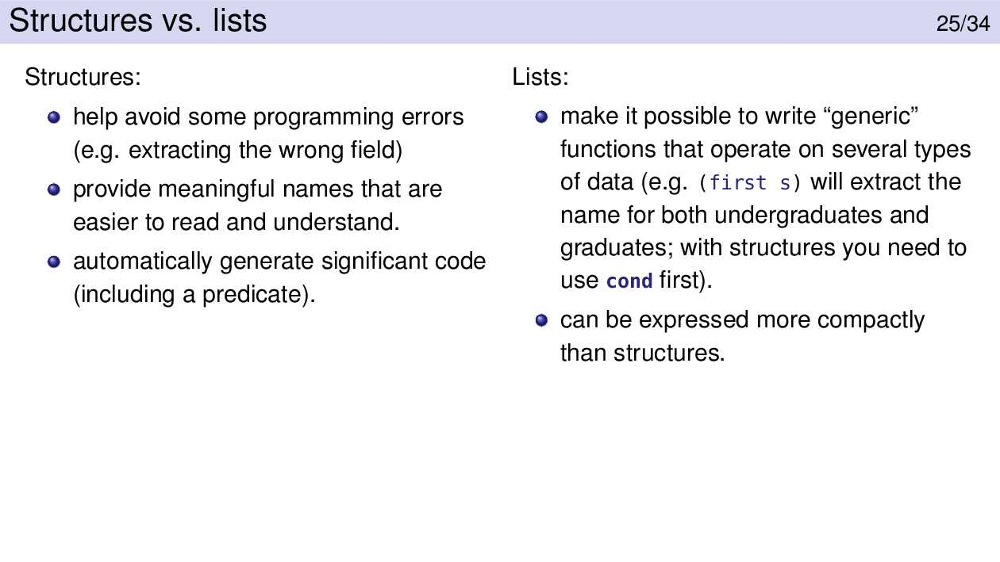 Structures vs. lists
25/34
Structures:
help avoid some programming errors
(e.g. extracting the wrong field)
provide meaningful names that are
easier to read and understand.
automatically generate significant code
(including a predicate).
Lists:
make it possible to write “generic”
functions that operate on several types
of data (e.g. (first s) will extract the
name for both undergraduates and
graduates; with structures you need to
use cond first).
can be expressed more compactly
than structures.